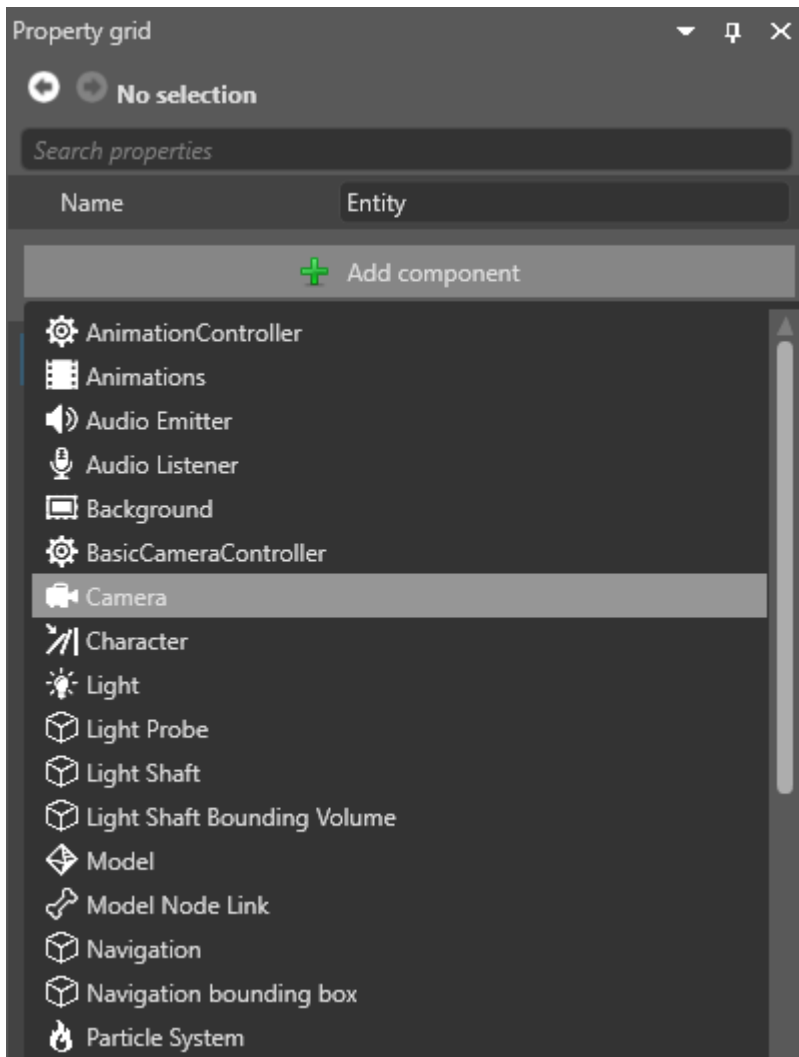 Property grid
No selection
Search properties
Name Entity
Add component
AnimationController
Animations
Audio Emitter
Audio Listener
Background
BasicCameraController
Camera
Character
Light
Light Probe
Light Shaft
Light Shaft Bounding Volume
Model
Model Node Link
Navigation
Navigation bounding box
Particle System